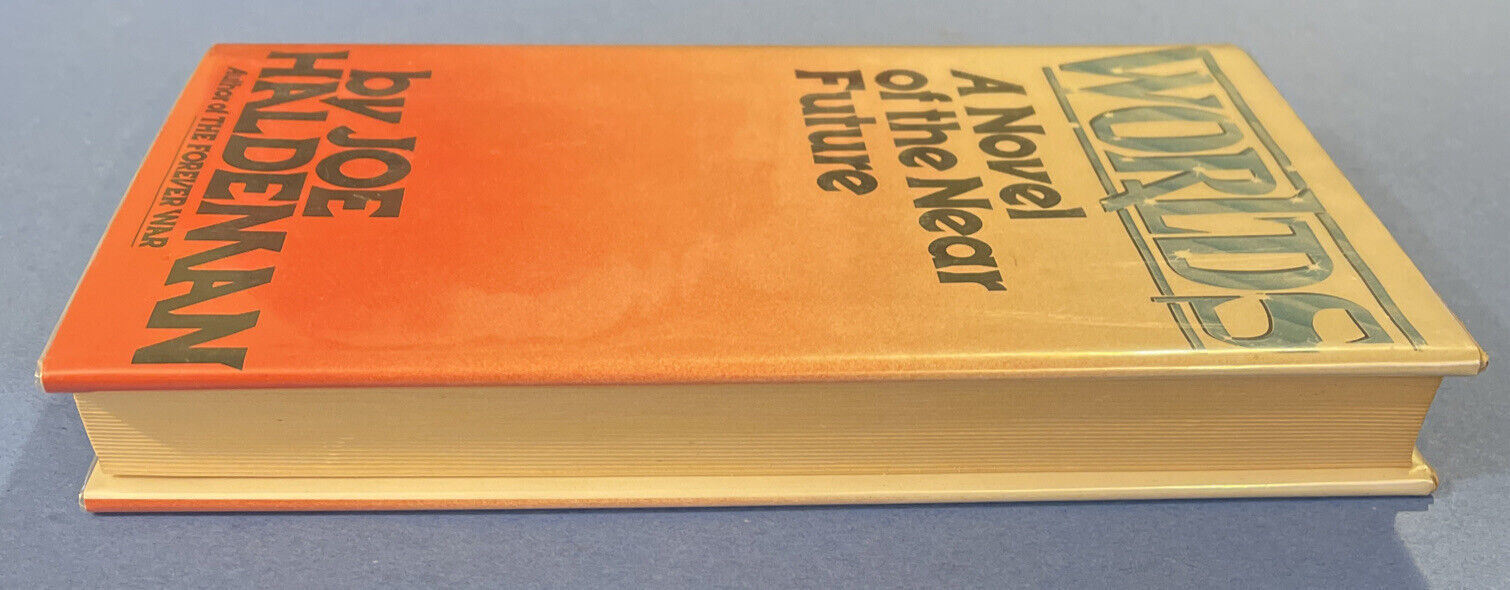 WORLDS
A Novel
of the Near
Future
by JOE
HALDEMAN
Author of THE FOREVER WAR